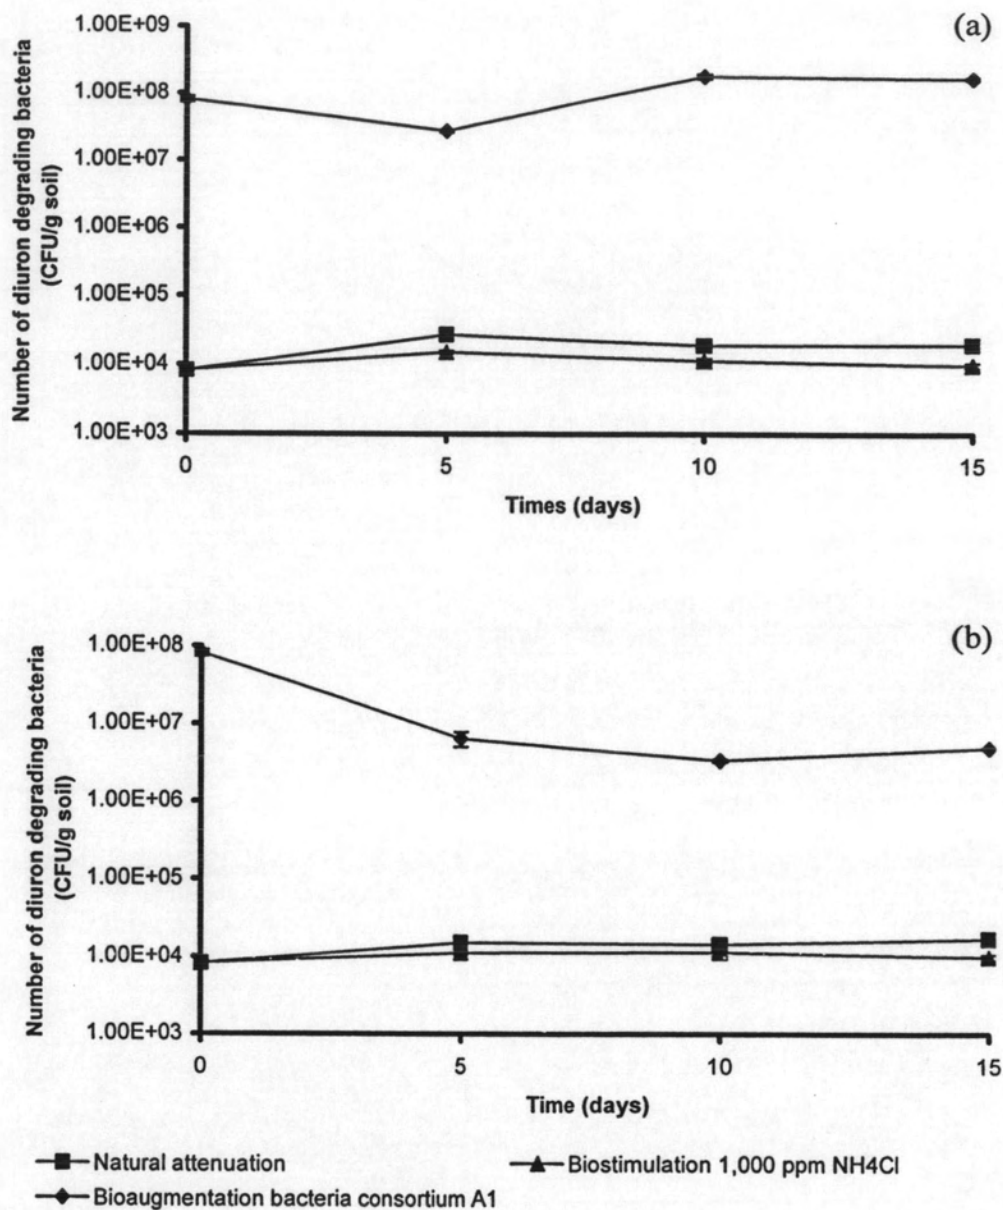 (a)
Number of diuron degrading bacteria
(CFU/g soil)
1.00E+09
1.00E+08
1.00E+07
1.00E+06
1.00E+05
1.00E+04
1.00E+03
0 5 10 15
Times (days)
(b)
Number of diuron degrading bacteria
(CFU/g soil)
1.00E+08
1.00E+07
1.00E+06
1.00E+05
1.00E+04
1.00E+03
0 5 10 15
Time (days)
Natural attenuation
Biostimulation 1,000 ppm NH4Cl
Bioaugmentation bacteria consortium A1